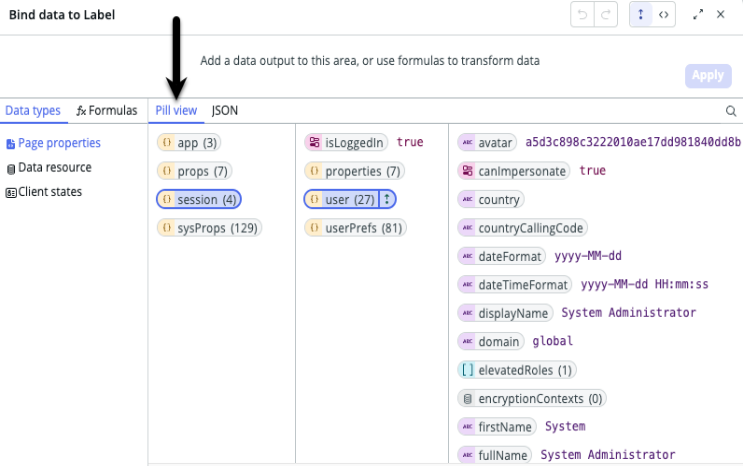 Bind data to Label
Add a data output to this area, or use formulas to transform data
Apply
Data types
fx Formulas
Pill view
JSON
Page properties
Data resource
Client states
app (3)
props (7)
session (4)
sysProps (129)
isLoggedIn true
properties (7)
user (27)
userPrefs (81)
ABC avatar a5d3c898c3222010ae17dd981840dd8b
canImpersonate true
ABC country
ABC countryCallingCode
ABC dateFormat yyyy-MM-dd
ABC dateTimeFormat yyyy-MM-dd HH:mm:ss
ABC displayName System Administrator
ABC domain global
[ ] elevatedRoles (1)
encryptionContexts (0)
ABC firstName System
ABC fullName System Administrator